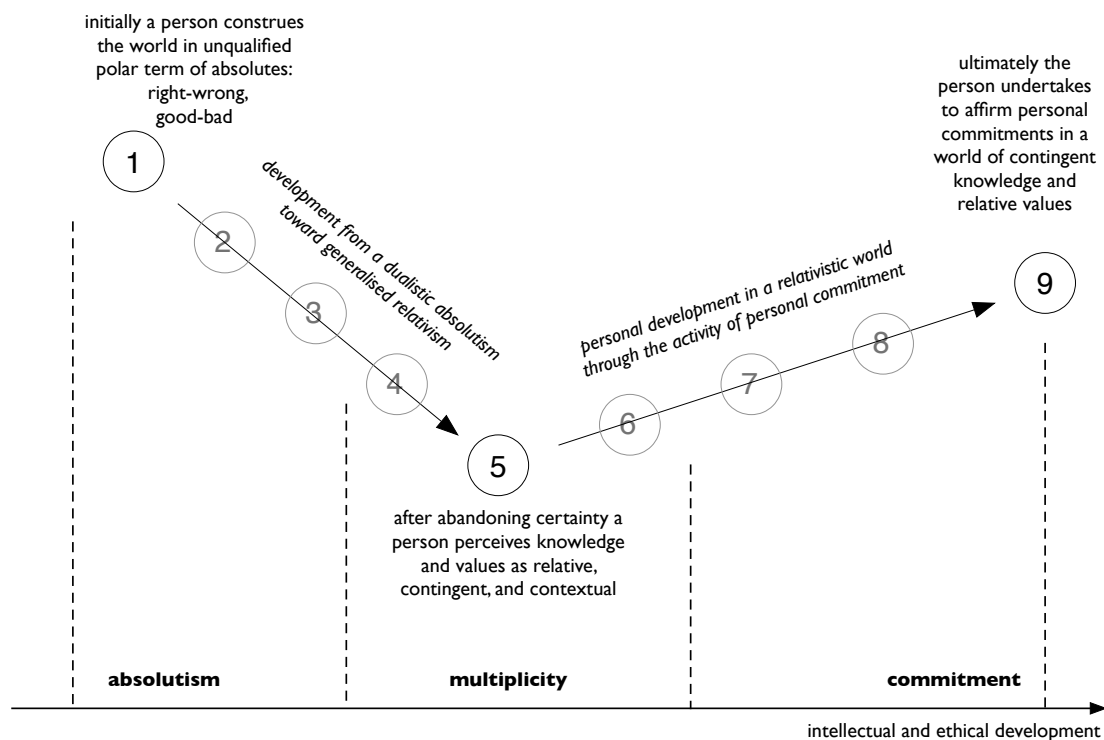 initially a person construes
the world in unqualified
polar term of absolutes:
right-wrong,
good-bad
1
2
3
4
development from a dualistic absolutism
toward generalised relativism
5
after abandoning certainty a
person perceives knowledge
and values as relative,
contingent, and contextual
personal development in a relativistic world
through the activity of personal commitment
6
7
8
ultimately the
person undertakes
to affirm personal
commitments in a
world of contingent
knowledge and
relative values
9
absolutism
multiplicity
commitment
intellectual and ethical development